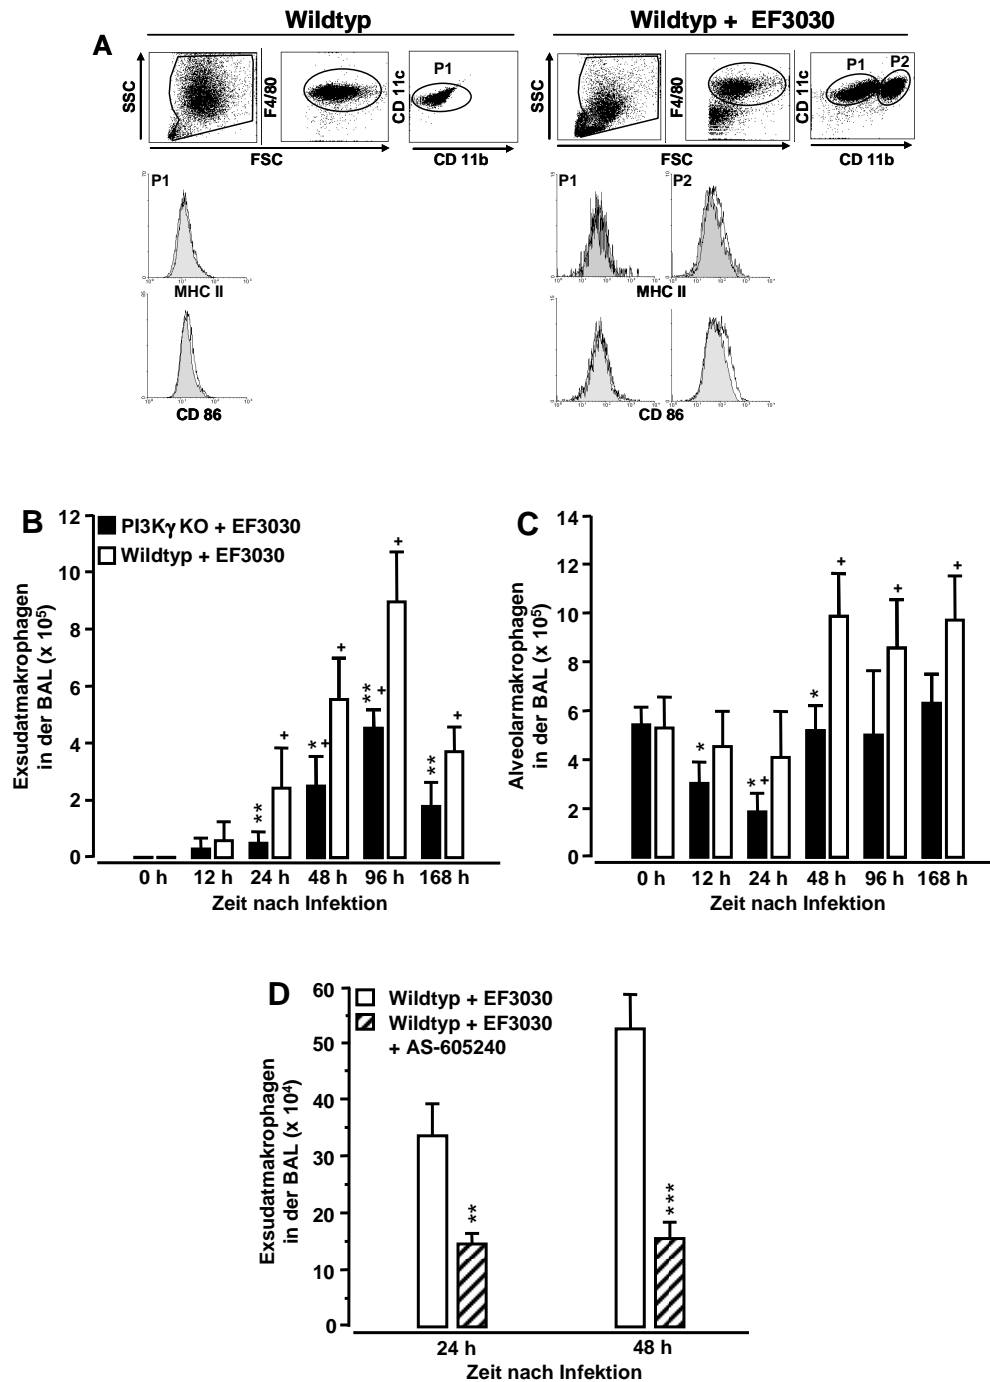 Wildtyp
Wildtyp + EF3030
A
SSC
F4/80
CD 11c
P1
FSC
CD 11b
SSC
F4/80
CD 11c
P1 P2
FSC
CD 11b
P1
MHC II
CD 86
P1
P2
MHC II
CD 86
B
Exsudatmakrophagen
in der BAL (x 10⁵)
12
10
8
6
4
2
0
PI3Kγ KO + EF3030
Wildtyp + EF3030
**
+
*+
+
**+
+
**
+
0 h 12 h 24 h 48 h 96 h 168 h
Zeit nach Infektion
C
Alveolarmakrophagen
in der BAL (x 10⁵)
14
12
10
8
6
4
2
0
*
*+
*
+
+
+
0 h 12 h 24 h 48 h 96 h 168 h
Zeit nach Infektion
D
Exsudatmakrophagen
in der BAL (x 10⁴)
60
50
40
30
20
10
0
Wildtyp + EF3030
Wildtyp + EF3030
+ AS-605240
**
***
24 h 48 h
Zeit nach Infektion